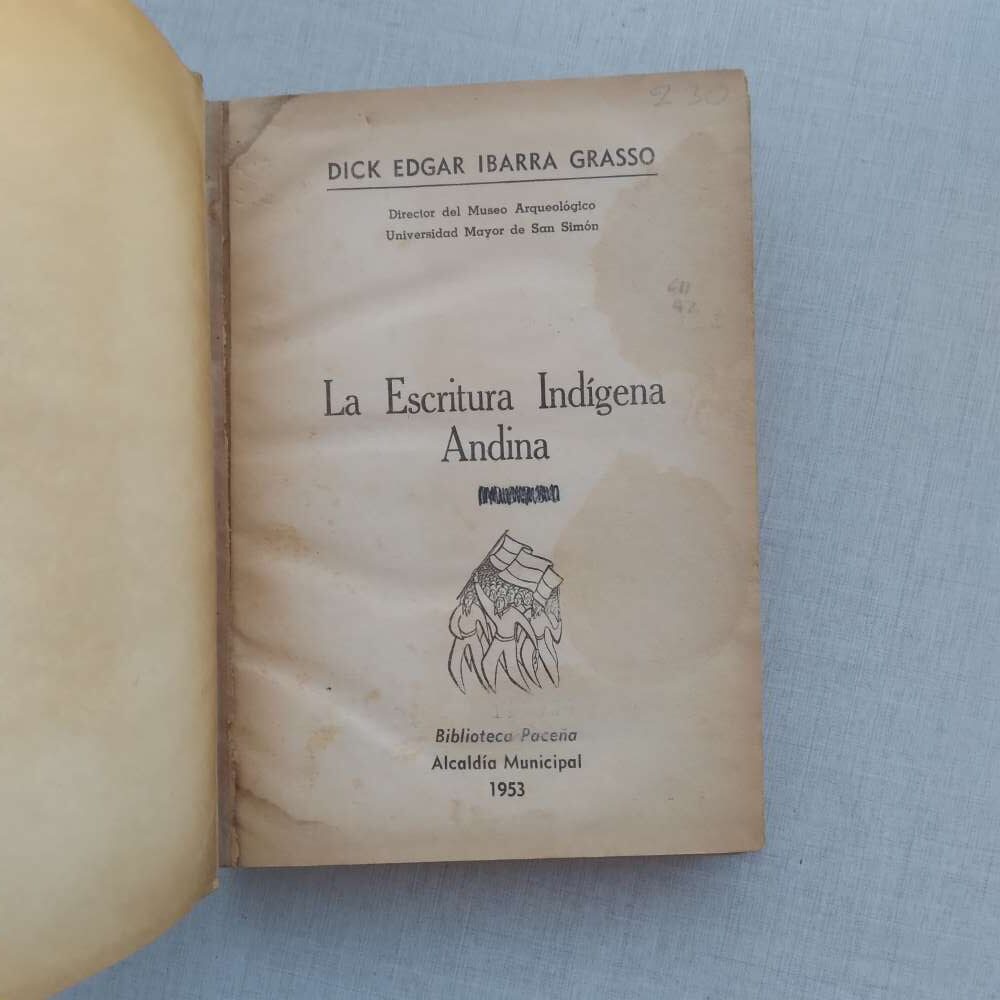 230
DICK EDGAR IBARRA GRASSO
Director del Museo Arqueológico
Universidad Mayor de San Simón
La Escritura Indígena
Andina
Biblioteca Paceña
Alcaldía Municipal
1953